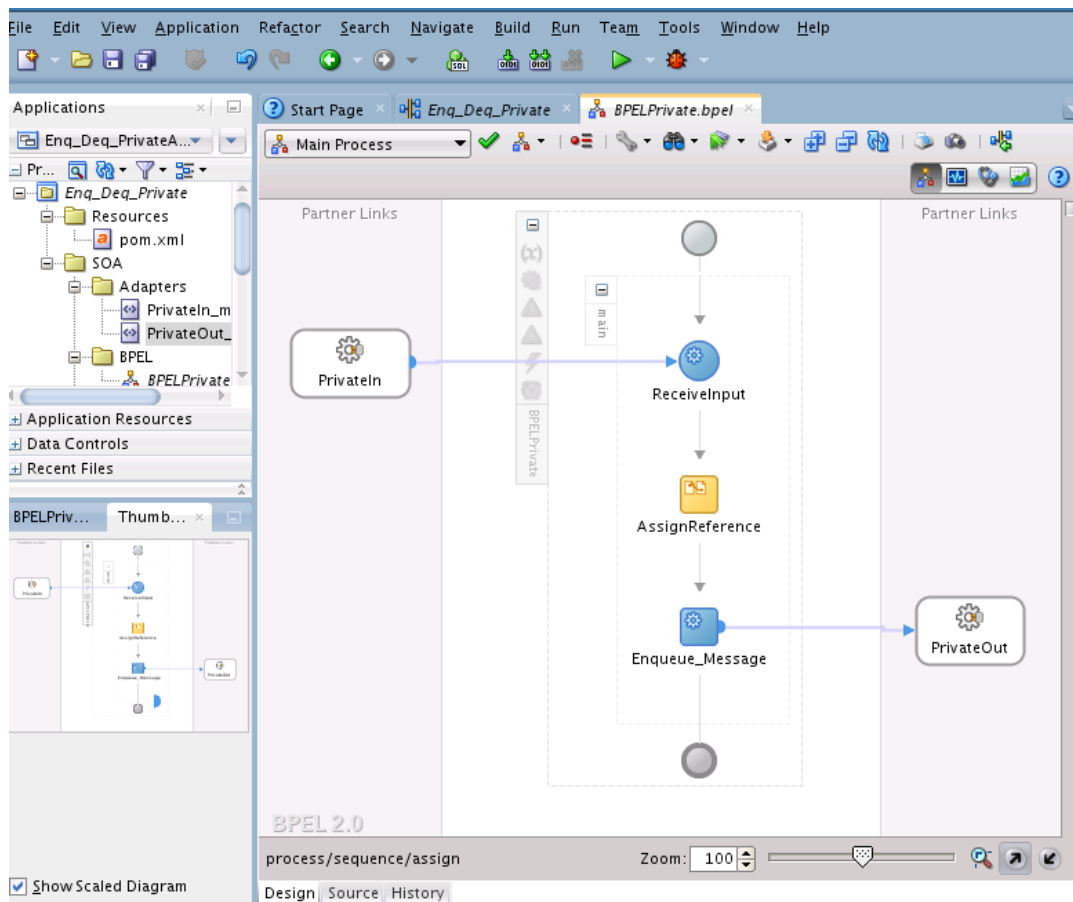 File Edit View Application Refactor Search Navigate Build Run Team Tools Window Help
Applications
Start Page
Enq_Deq_Private
BPELPrivate.bpel
Enq_Deq_PrivateA...
Main Process
Pr...
Enq_Deq_Private
Resources
pom.xml
SOA
Adapters
PrivateIn_m
PrivateOut_
BPEL
BPELPrivate
Application Resources
Data Controls
Recent Files
BPELPriv...
Thumb...
Show Scaled Diagram
Partner Links
Partner Links
(x)
BPELPrivate
main
PrivateIn
ReceiveInput
AssignReference
Enqueue_Message
PrivateOut
BPEL 2.0
process/sequence/assign
Zoom: 100
Design Source History